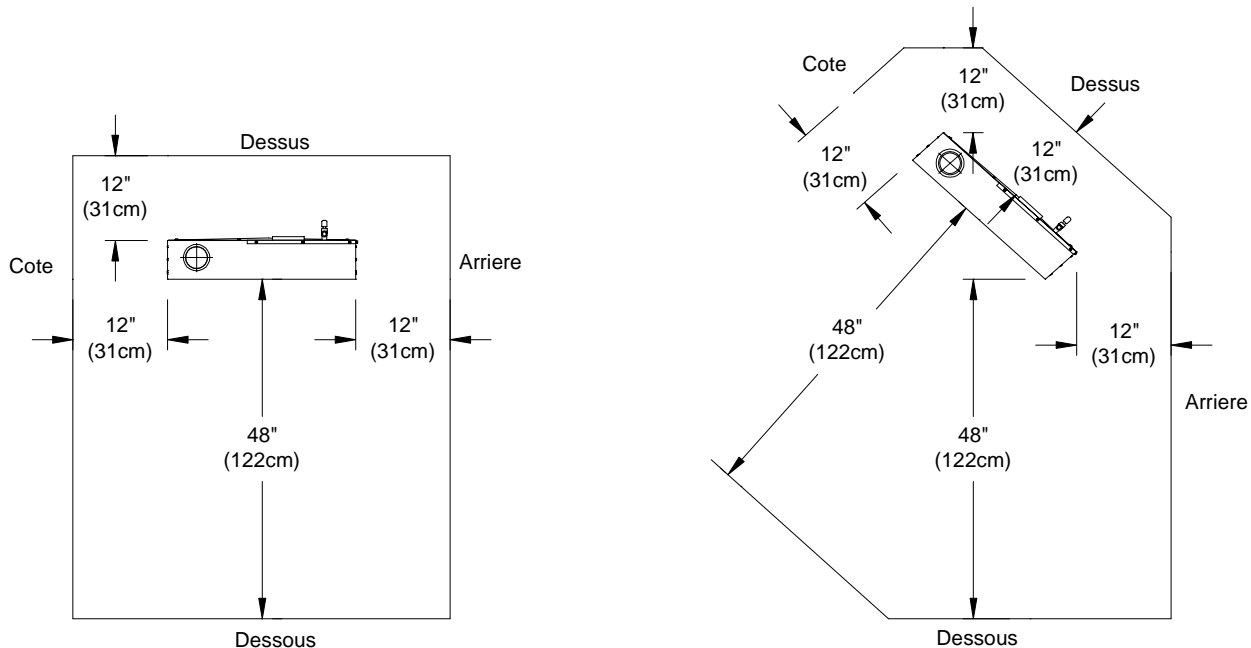 Dessus
12"
(31cm)
Cote
Arriere
12"
(31cm)
12"
(31cm)
48"
(122cm)
Dessous
Cote
12"
(31cm)
Dessus
12"
(31cm)
12"
(31cm)
48"
(122cm)
12"
(31cm)
Arriere
48"
(122cm)
Dessous